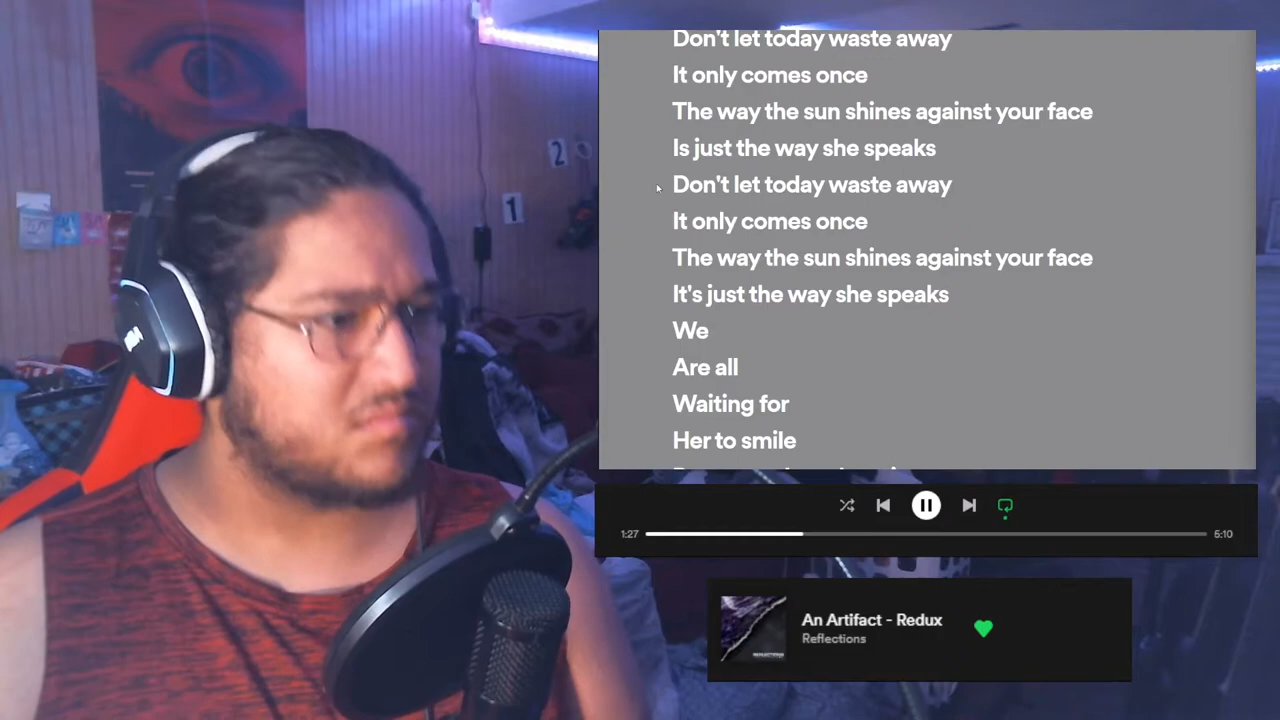 Don't let today waste away
It only comes once
The way the sun shines against your face
Is just the way she speaks
Don't let today waste away
It only comes once
The way the sun shines against your face
It's just the way she speaks
We
Are all
Waiting for
Her to smile
1:27
5:10
An Artifact - Redux
Reflections
2
1